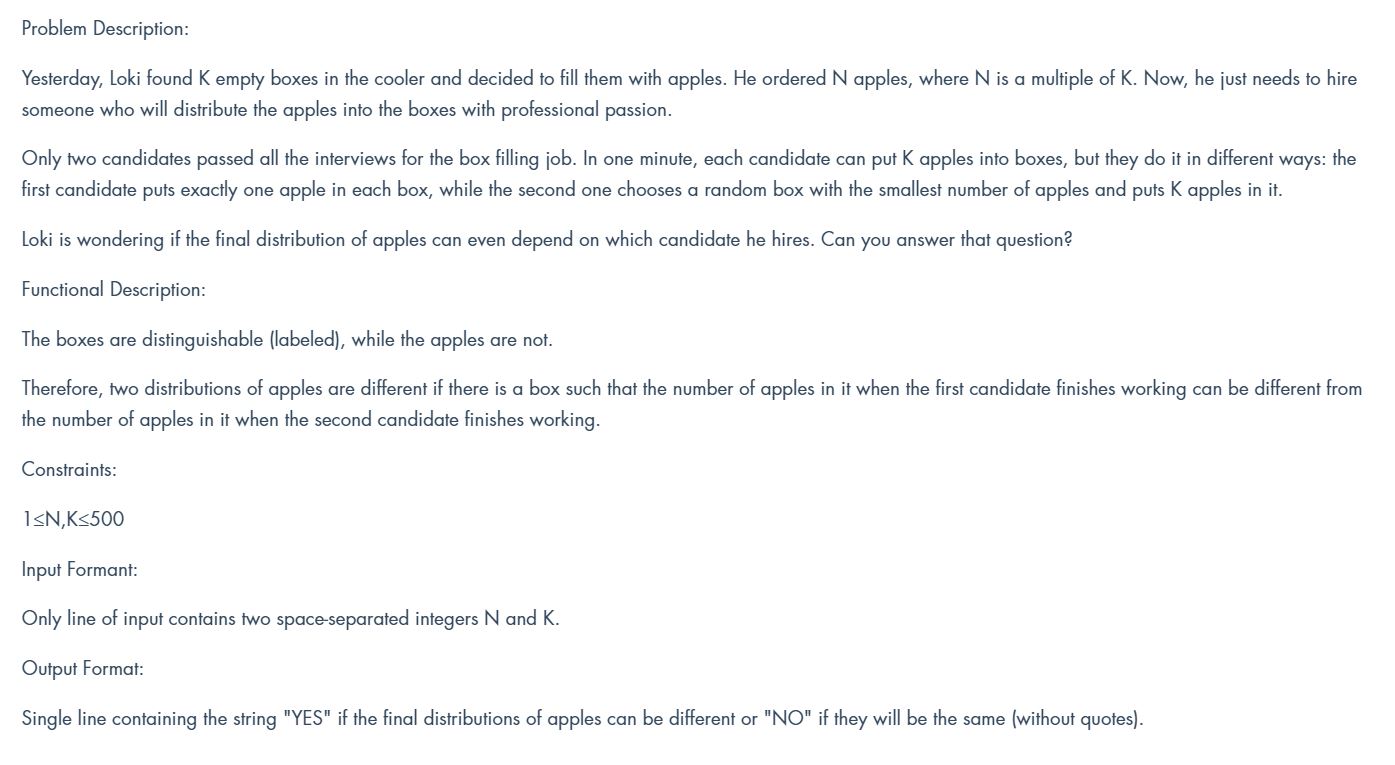 Problem Description:
Yesterday, Loki found K empty boxes in the cooler and decided to fill them with apples. He ordered N apples, where N is a multiple of K. Now, he just needs to hire
someone who will distribute the apples into the boxes with professional passion.
Only two candidates passed all the interviews for the box filling job. In one minute, each candidate can put K apples into boxes, but they do it in different ways: the
first candidate puts exactly one apple in each box, while the second one chooses a random box with the smallest number of apples and puts K apples in it.
Loki is wondering if the final distribution of apples can even depend on which candidate he hires. Can you answer that question?
Functional Description:
The boxes are distinguishable (labeled), while the apples are not.
Therefore, two distributions of apples are different if there is a box such that the number of apples in it when the first candidate finishes working can be different from
the number of apples in it when the second candidate finishes working.
Constraints:
1≤N,K≤500
Input Formant:
Only line of input contains two space-separated integers N and K.
Output Format:
Single line containing the string "YES" if the final distributions of apples can be different or "NO" if they will be the same (without quotes).